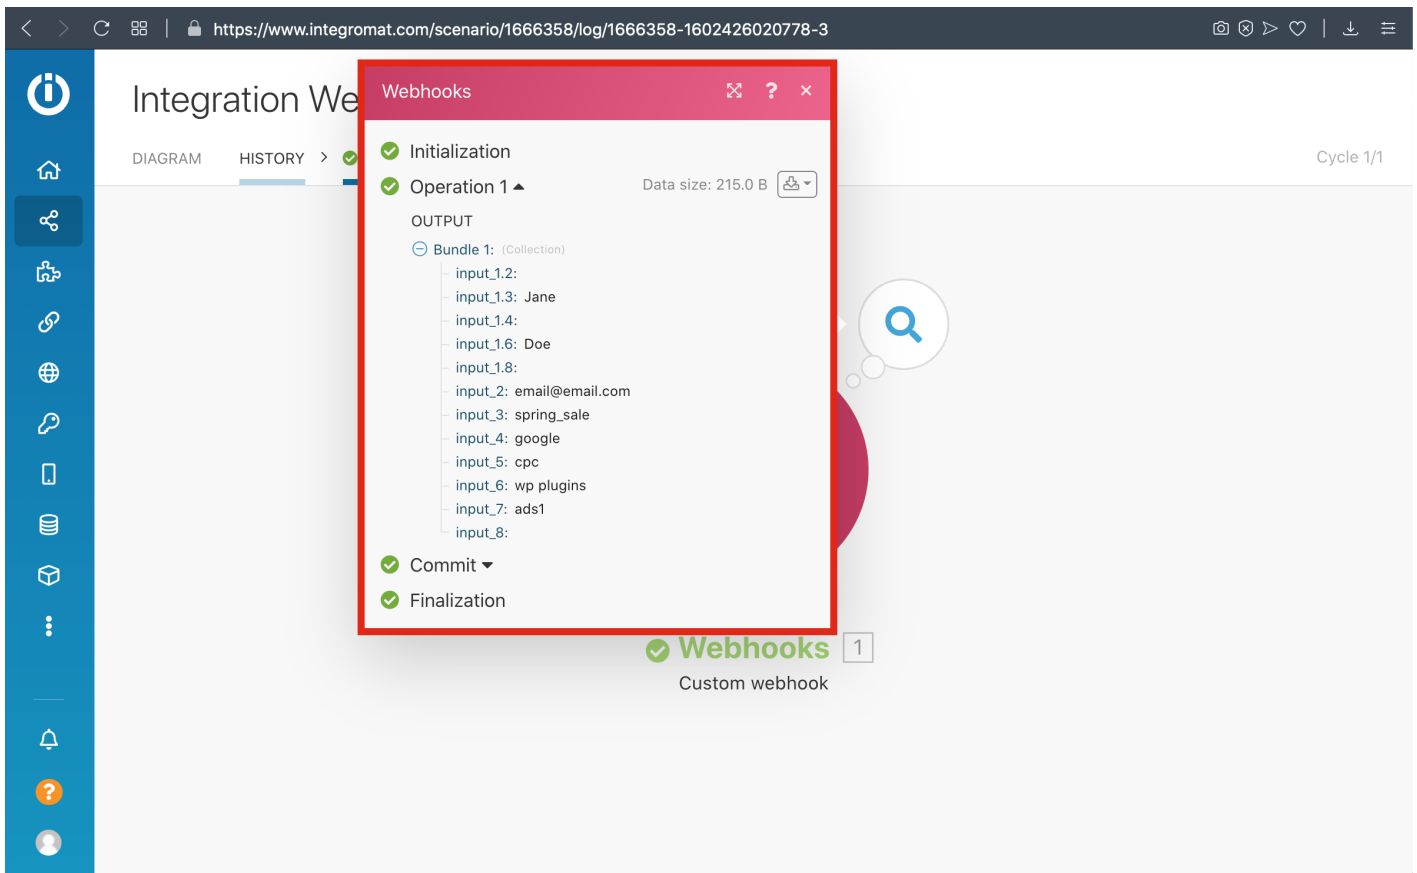 https://www.integromat.com/scenario/1666358/log/1666358-1602426020778-3
Integration We
DIAGRAM HISTORY
Cycle 1/1
Webhooks ?
Initialization
Operation 1 Data size: 215.0 B
OUTPUT
Bundle 1: (Collection)
input_1.2:
input_1.3: Jane
input_1.4:
input_1.6: Doe
input_1.8:
input_2: email@email.com
input_3: spring_sale
input_4: google
input_5: cpc
input_6: wp plugins
input_7: ads1
input_8:
Commit
Finalization
Webhooks 1
Custom webhook
?